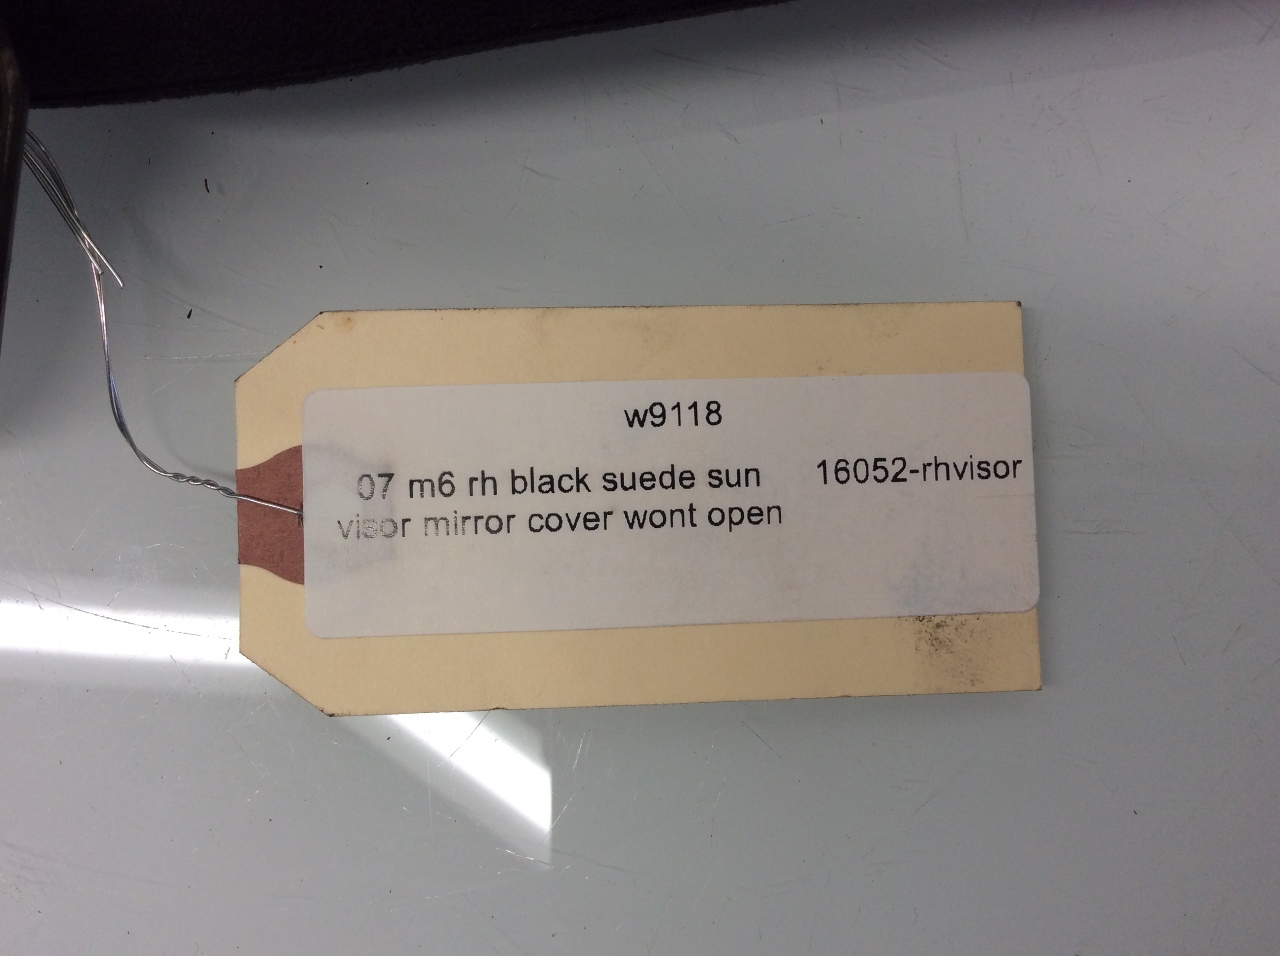 w9118
07 m6 rh black suede sun 16052-rhvisor
visor mirror cover wont open